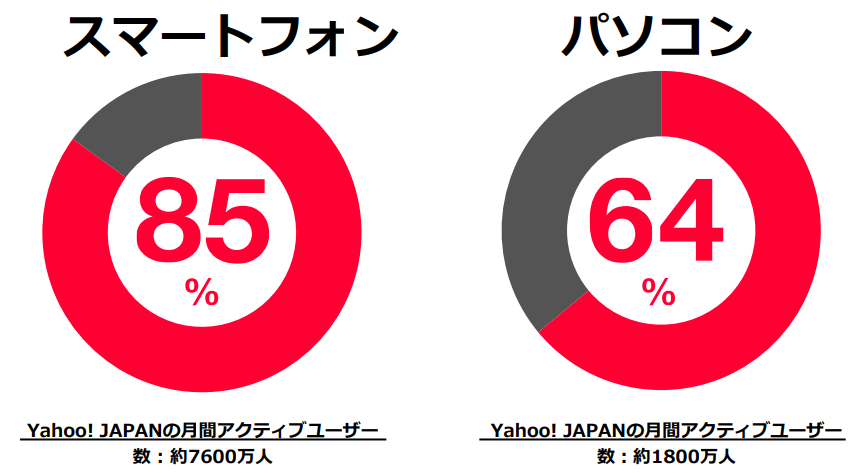 スマートフォン
85
%
Yahoo! JAPANの月間アクティブユーザー
数：約7600万人
パソコン
64
%
Yahoo! JAPANの月間アクティブユーザー
数：約1800万人